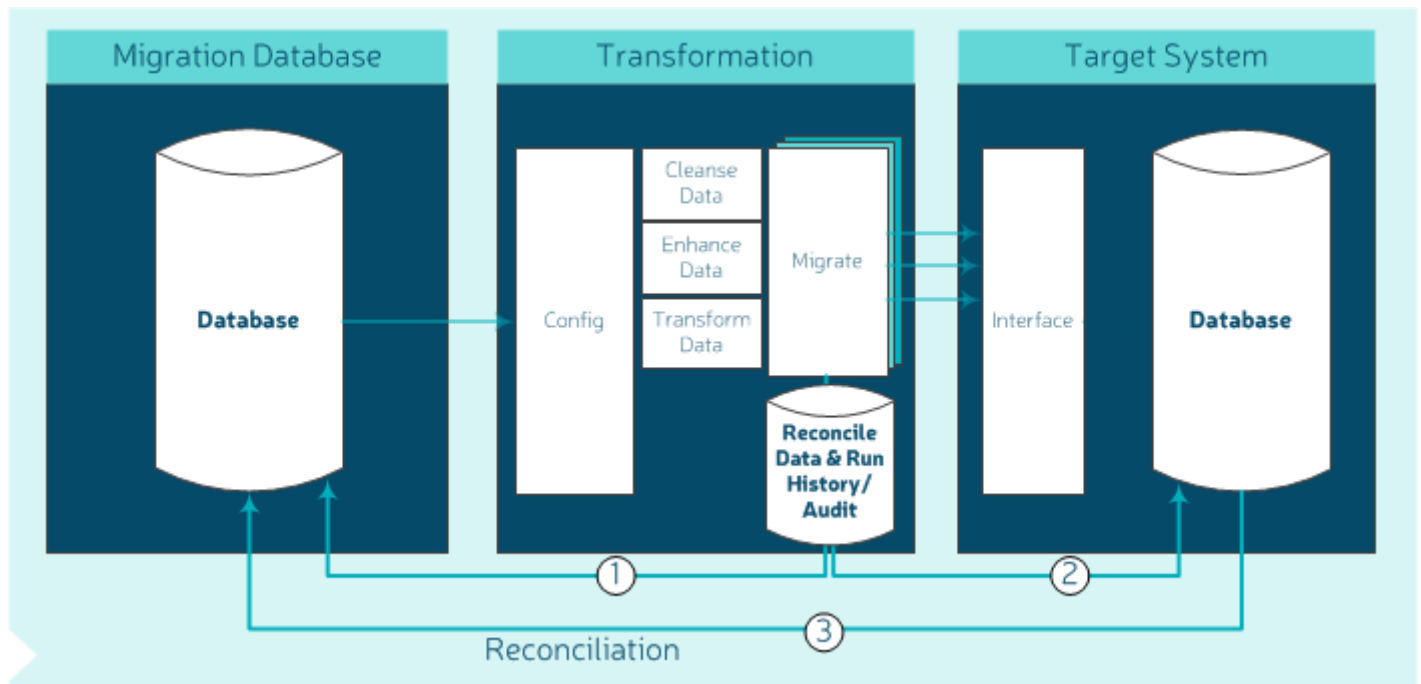 Migration Database
Transformation
Target System
Database
Config
Cleanse
Data
Enhance
Data
Transform
Data
Migrate
Reconcile
Data & Run
History/
Audit
Interface
Database
1
2
3
Reconciliation